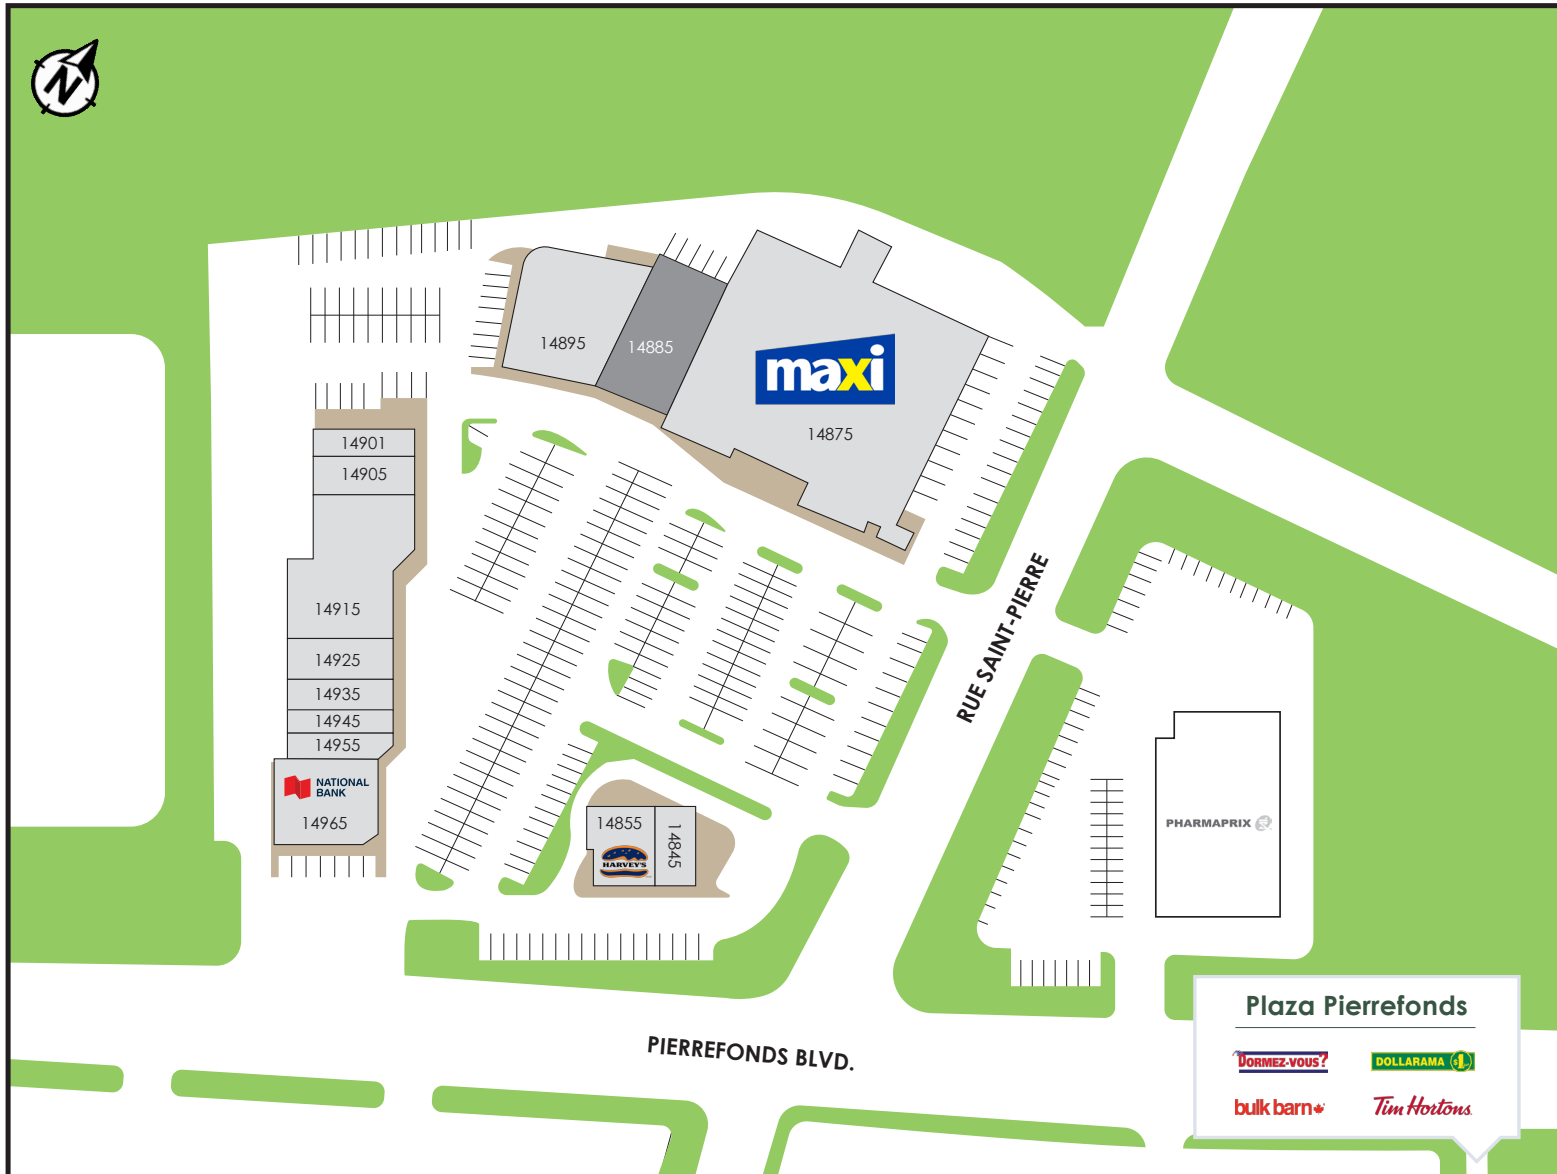 N
14895
14885
maxi
14875
14901
14905
14915
14925
14935
14945
14955
NATIONAL
BANK
14965
14855
HARVEY'S
14845
RUE SAINT-PIERRE
PHARMAPRIX
PIERREFONDS BLVD.
Plaza Pierrefonds
DORMEZ-VOUS?
DOLLARAMA $1
bulk barn
Tim Hortons